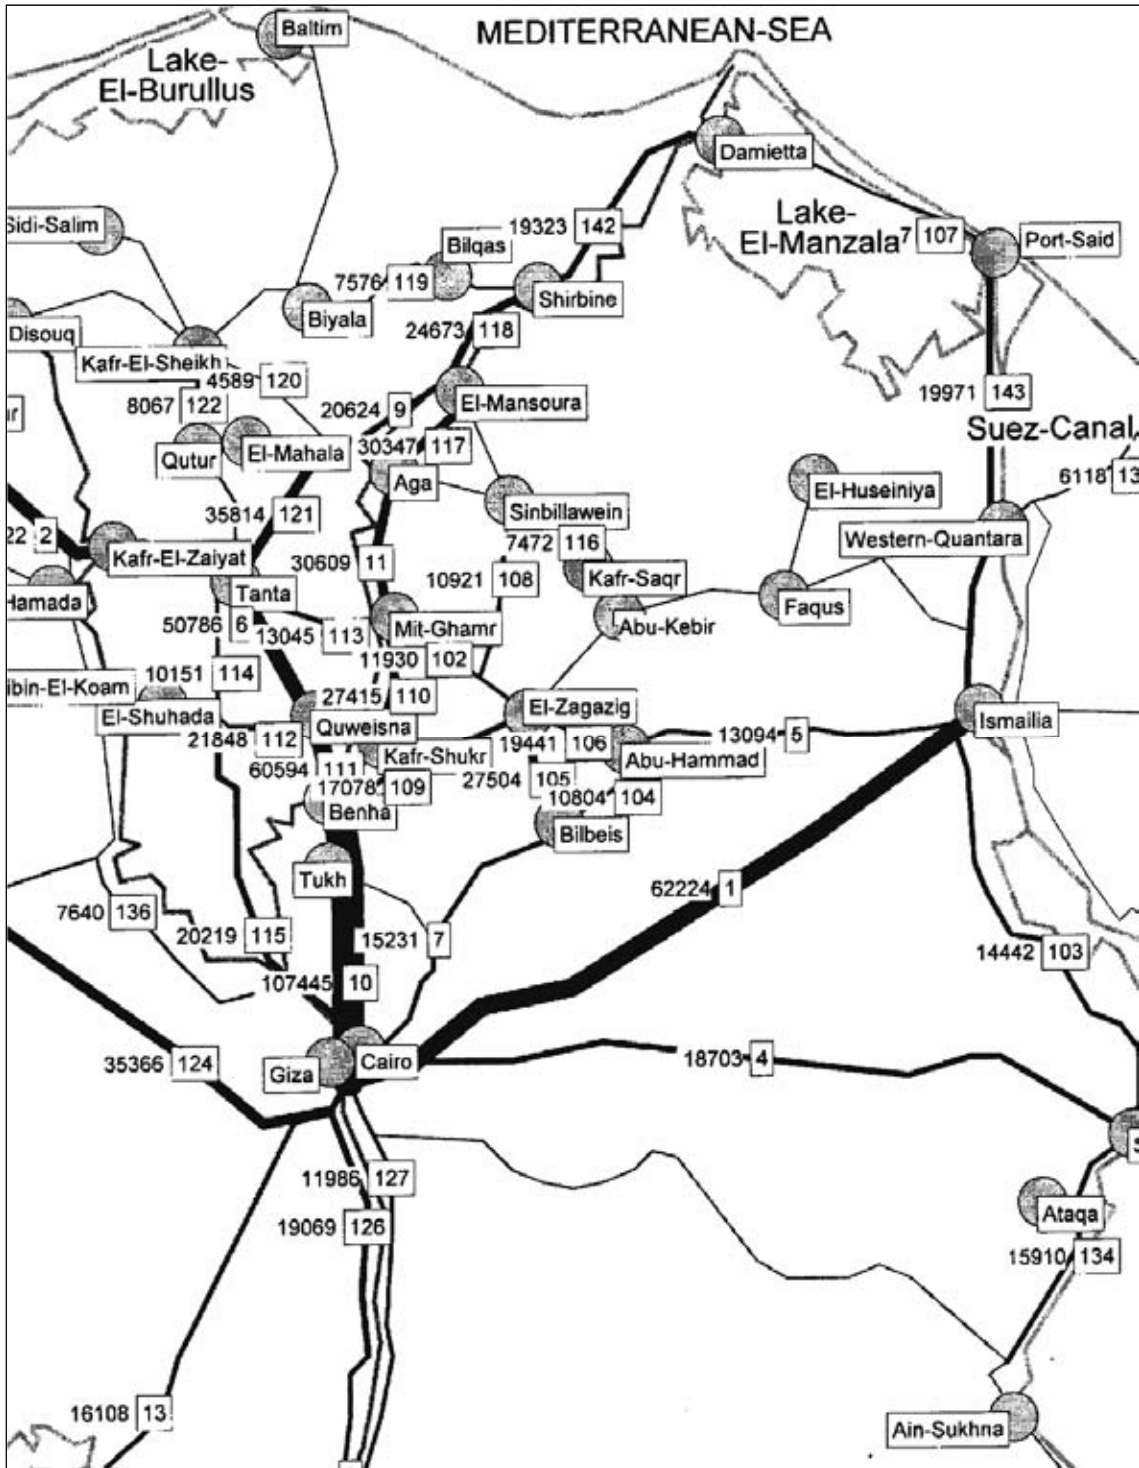 Baltim
MEDITERRANEAN-SEA
Lake-
El-Burullus
Damietta
Sidi-Salim
19323 142
Lake-
El-Manzala 7 107
Port-Said
Bilqas
7576 119
Shirbine
Biyala
Disouq
24673 118
Kafr-El-Sheikh
4589 120
8067 122
20624 9
El-Mansoura
19971 143
Suez-Canal
30347 117
Qutur
El-Mahala
Aga
6118 13
El-Huseiniya
Sinbillawein
35814 121
22 2
Kafr-El-Zaiyat
7472 116
Western-Quantara
30609 11
10921 108
Kafr-Saqr
Tanta
Hamada
Faqus
50786 6
13045 113
Mit-Ghamr
Abu-Kebir
11930 102
10151 114
ibin-El-Koam
27415 110
El-Shuhada
Quweisna
El-Zagazig
Ismailia
21848 112
19441 106
13094 5
Kafr-Shukr
Abu-Hammad
60594 111
27504 105
17078 109
10804 104
Benha
Bilbeis
Tukh
62224 1
7640 136
20219 115
15231 7
14442 103
107445 10
35366 124
Giza
Cairo
18703 4
S
11986 127
19069 126
Ataqa
15910 134
16108 13
Ain-Sukhna